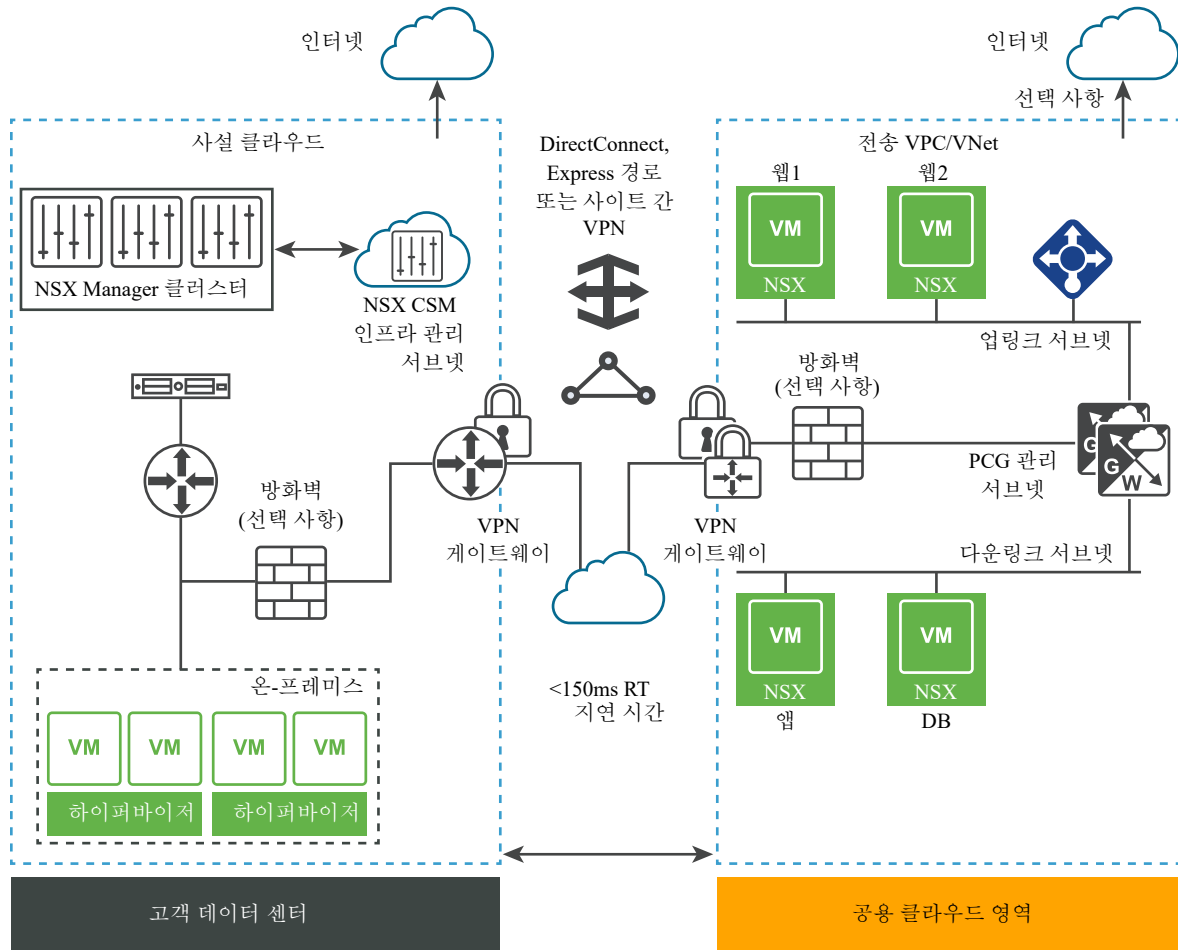 인터넷
인터넷
선택 사항
사설 클라우드
NSX Manager 클러스터
NSX CSM
인프라 관리
서브넷
DirectConnect,
Express 경로
또는 사이트 간
VPN
전송 VPC/VNet
웹1
웹2
VM
NSX
VM
NSX
업링크 서브넷
방화벽
(선택 사항)
방화벽
(선택 사항)
VPN
게이트웨이
VPN
게이트웨이
PCG 관리
서브넷
G
G
W
다운링크 서브넷
VM
NSX
앱
VM
NSX
DB
<150ms RT
지연 시간
온-프레미스
VM
VM
VM
VM
하이퍼바이저
하이퍼바이저
고객 데이터 센터
공용 클라우드 영역